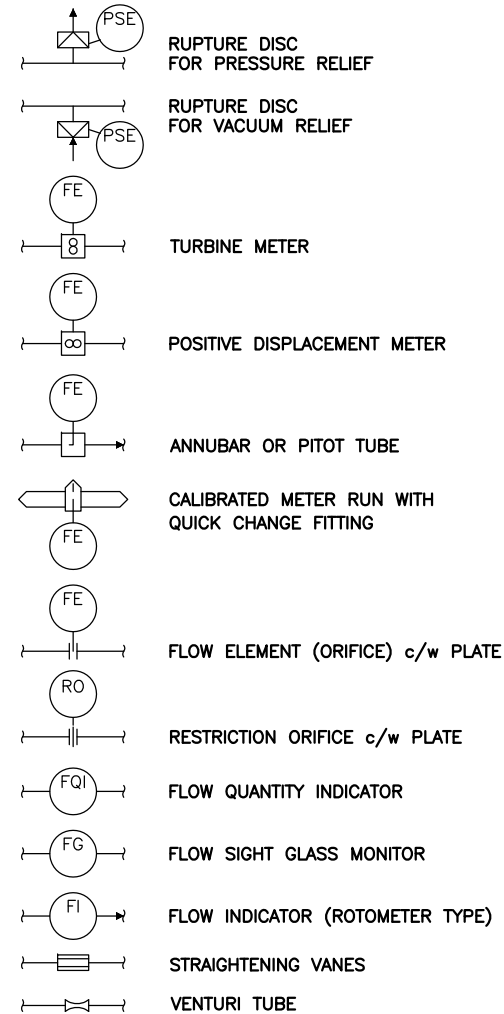 PSE
RUPTURE DISC
FOR PRESSURE RELIEF
RUPTURE DISC
FOR VACUUM RELIEF
PSE
FE
8
TURBINE METER
FE
∞
POSITIVE DISPLACEMENT METER
FE
ANNUBAR OR PITOT TUBE
CALIBRATED METER RUN WITH
QUICK CHANGE FITTING
FE
FE
FLOW ELEMENT (ORIFICE) c/w PLATE
RO
RESTRICTION ORIFICE c/w PLATE
FQI
FLOW QUANTITY INDICATOR
FG
FLOW SIGHT GLASS MONITOR
FI
FLOW INDICATOR (ROTOMETER TYPE)
STRAIGHTENING VANES
VENTURI TUBE